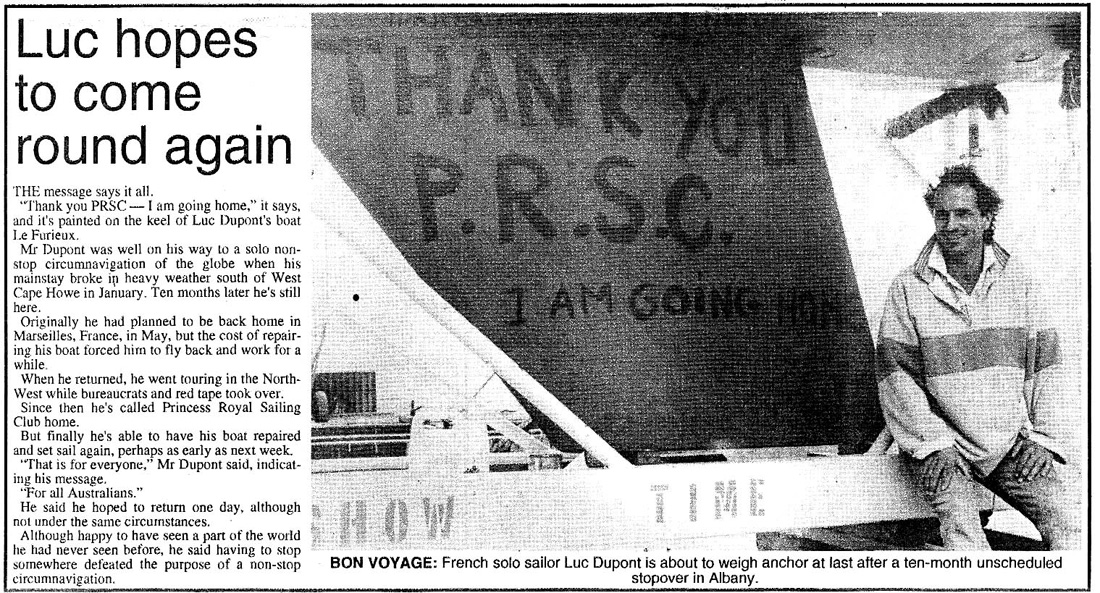 Luc hopes
to come
round again
THE message says it all.
"Thank you PRSC — I am going home," it says,
and it's painted on the keel of Luc Dupont's boat
Le Furieux.
Mr Dupont was well on his way to a solo non-
stop circumnavigation of the globe when his
mainstay broke in heavy weather south of West
Cape Howe in January. Ten months later he's still
here.
Originally he had planned to be back home in
Marseilles, France, in May, but the cost of repair-
ing his boat forced him to fly back and work for a
while.
When he returned, he went touring in the North-
West while bureaucrats and red tape took over.
Since then he's called Princess Royal Sailing
Club home.
But finally he's able to have his boat repaired
and set sail again, perhaps as early as next week.
"That is for everyone," Mr Dupont said, indicat-
ing his message.
"For all Australians."
He said he hoped to return one day, although
not under the same circumstances.
Although happy to have seen a part of the world
he had never seen before, he said having to stop
somewhere defeated the purpose of a non-stop
circumnavigation.
THANK YOU
P.R.S.C.
I AM GOING
SHOW TIME
BON VOYAGE: French solo sailor Luc Dupont is about to weigh anchor at last after a ten-month unscheduled
stopover in Albany.